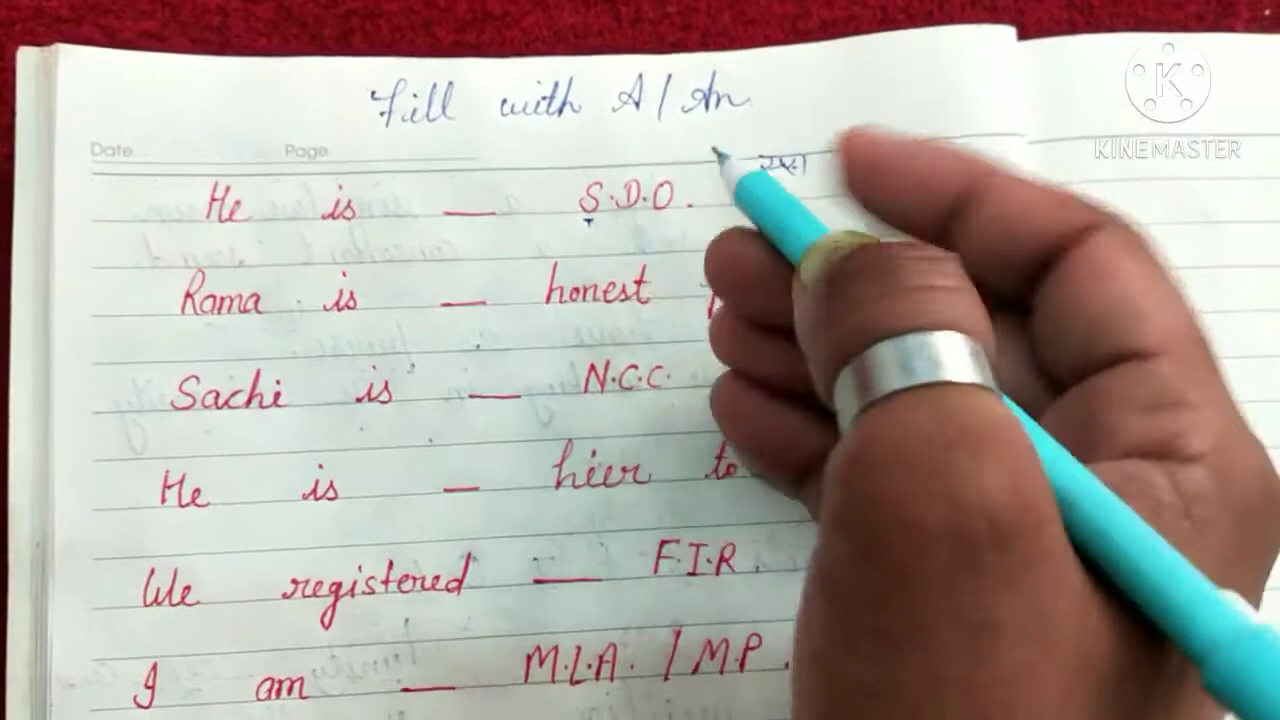 Fill with A/An
KINEMASTER
Date Page
He is __ S.D.O.
Rama is __ honest
Sachi is __ N.C.C.
He is __ hier to
We registered __ F.I.R.
I am __ M.L.A. / M.P.